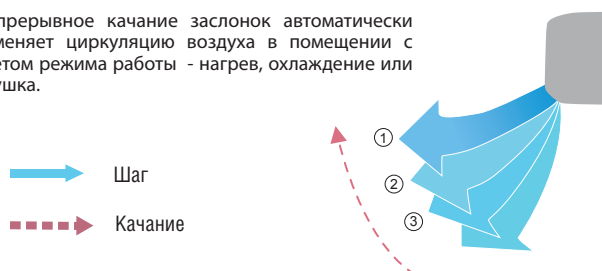 прерывное качание заслонок автоматически
меняет циркуляцию воздуха в помещении с
етом режима работы - нагрев, охлаждение или
ушка.
1
Шаг
2
Качание
3